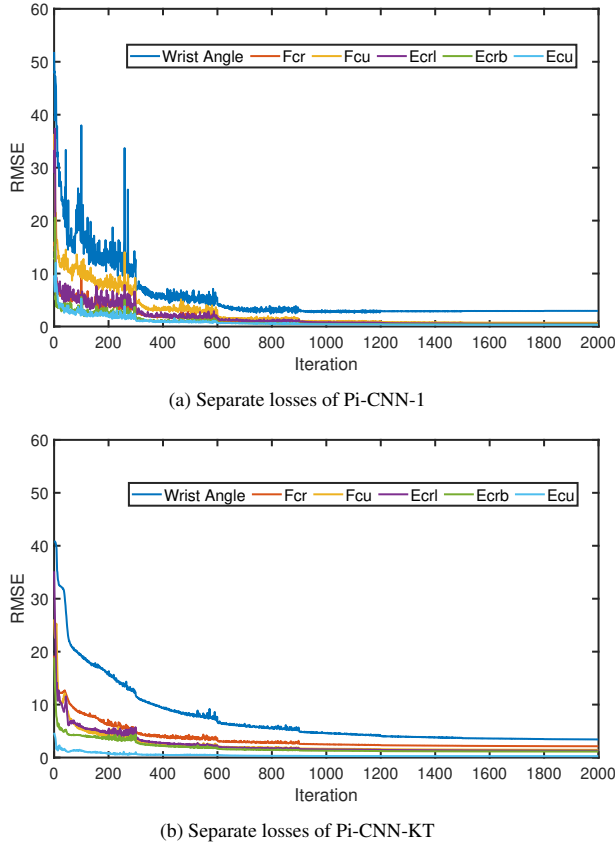 60
50
40
30
20
10
0
RMSE
Wrist Angle Fcr Fcu Ecrl Ecrb Ecu
0 200 400 600 800 1000 1200 1400 1600 1800 2000
Iteration
(a) Separate losses of Pi-CNN-1
60
50
40
30
20
10
0
RMSE
Wrist Angle Fcr Fcu Ecrl Ecrb Ecu
0 200 400 600 800 1000 1200 1400 1600 1800 2000
Iteration
(b) Separate losses of Pi-CNN-KT